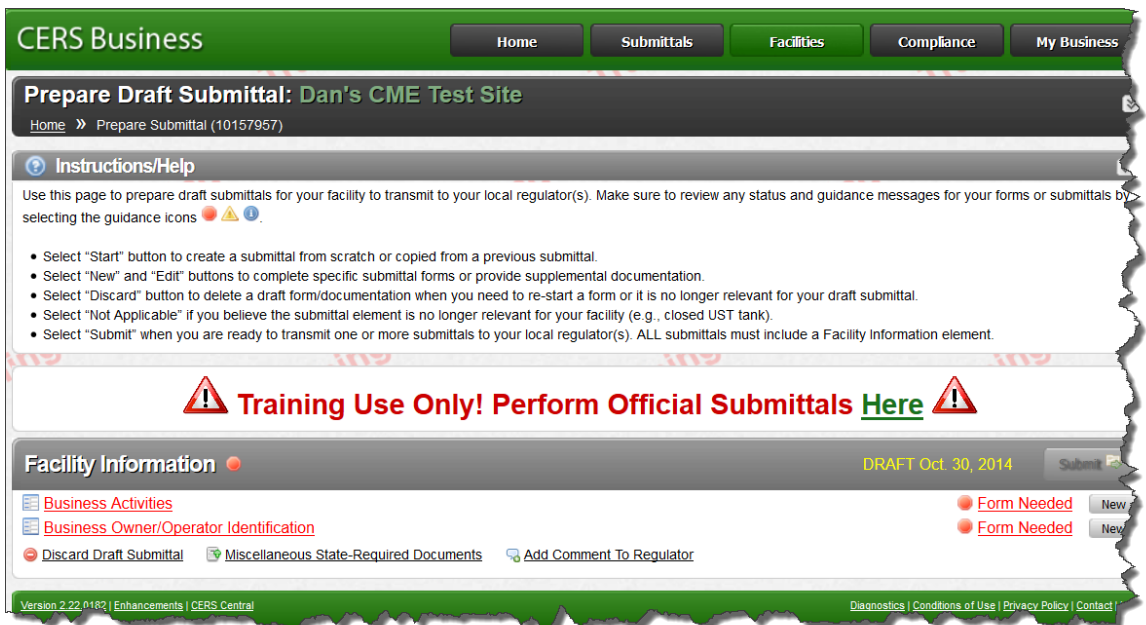 CERS Business
Home Submittals Facilities Compliance My Business
Prepare Draft Submittal: Dan's CME Test Site
Home » Prepare Submittal (10157957)
Instructions/Help
Use this page to prepare draft submittals for your facility to transmit to your local regulator(s). Make sure to review any status and guidance messages for your forms or submittals by
selecting the guidance icons .
• Select “Start” button to create a submittal from scratch or copied from a previous submittal.
• Select “New” and “Edit” buttons to complete specific submittal forms or provide supplemental documentation.
• Select “Discard” button to delete a draft form/documentation when you need to re-start a form or it is no longer relevant for your draft submittal.
• Select “Not Applicable” if you believe the submittal element is no longer relevant for your facility (e.g., closed UST tank).
• Select “Submit” when you are ready to transmit one or more submittals to your local regulator(s). ALL submittals must include a Facility Information element.
Training Use Only! Perform Official Submittals Here
Facility Information DRAFT Oct. 30, 2014 Submit
Business Activities Form Needed New
Business Owner/Operator Identification Form Needed New
Discard Draft Submittal Miscellaneous State-Required Documents Add Comment To Regulator
Version 2.22.0182 | Enhancements | CERS Central Diagnostics | Conditions of Use | Privacy Policy | Contact |